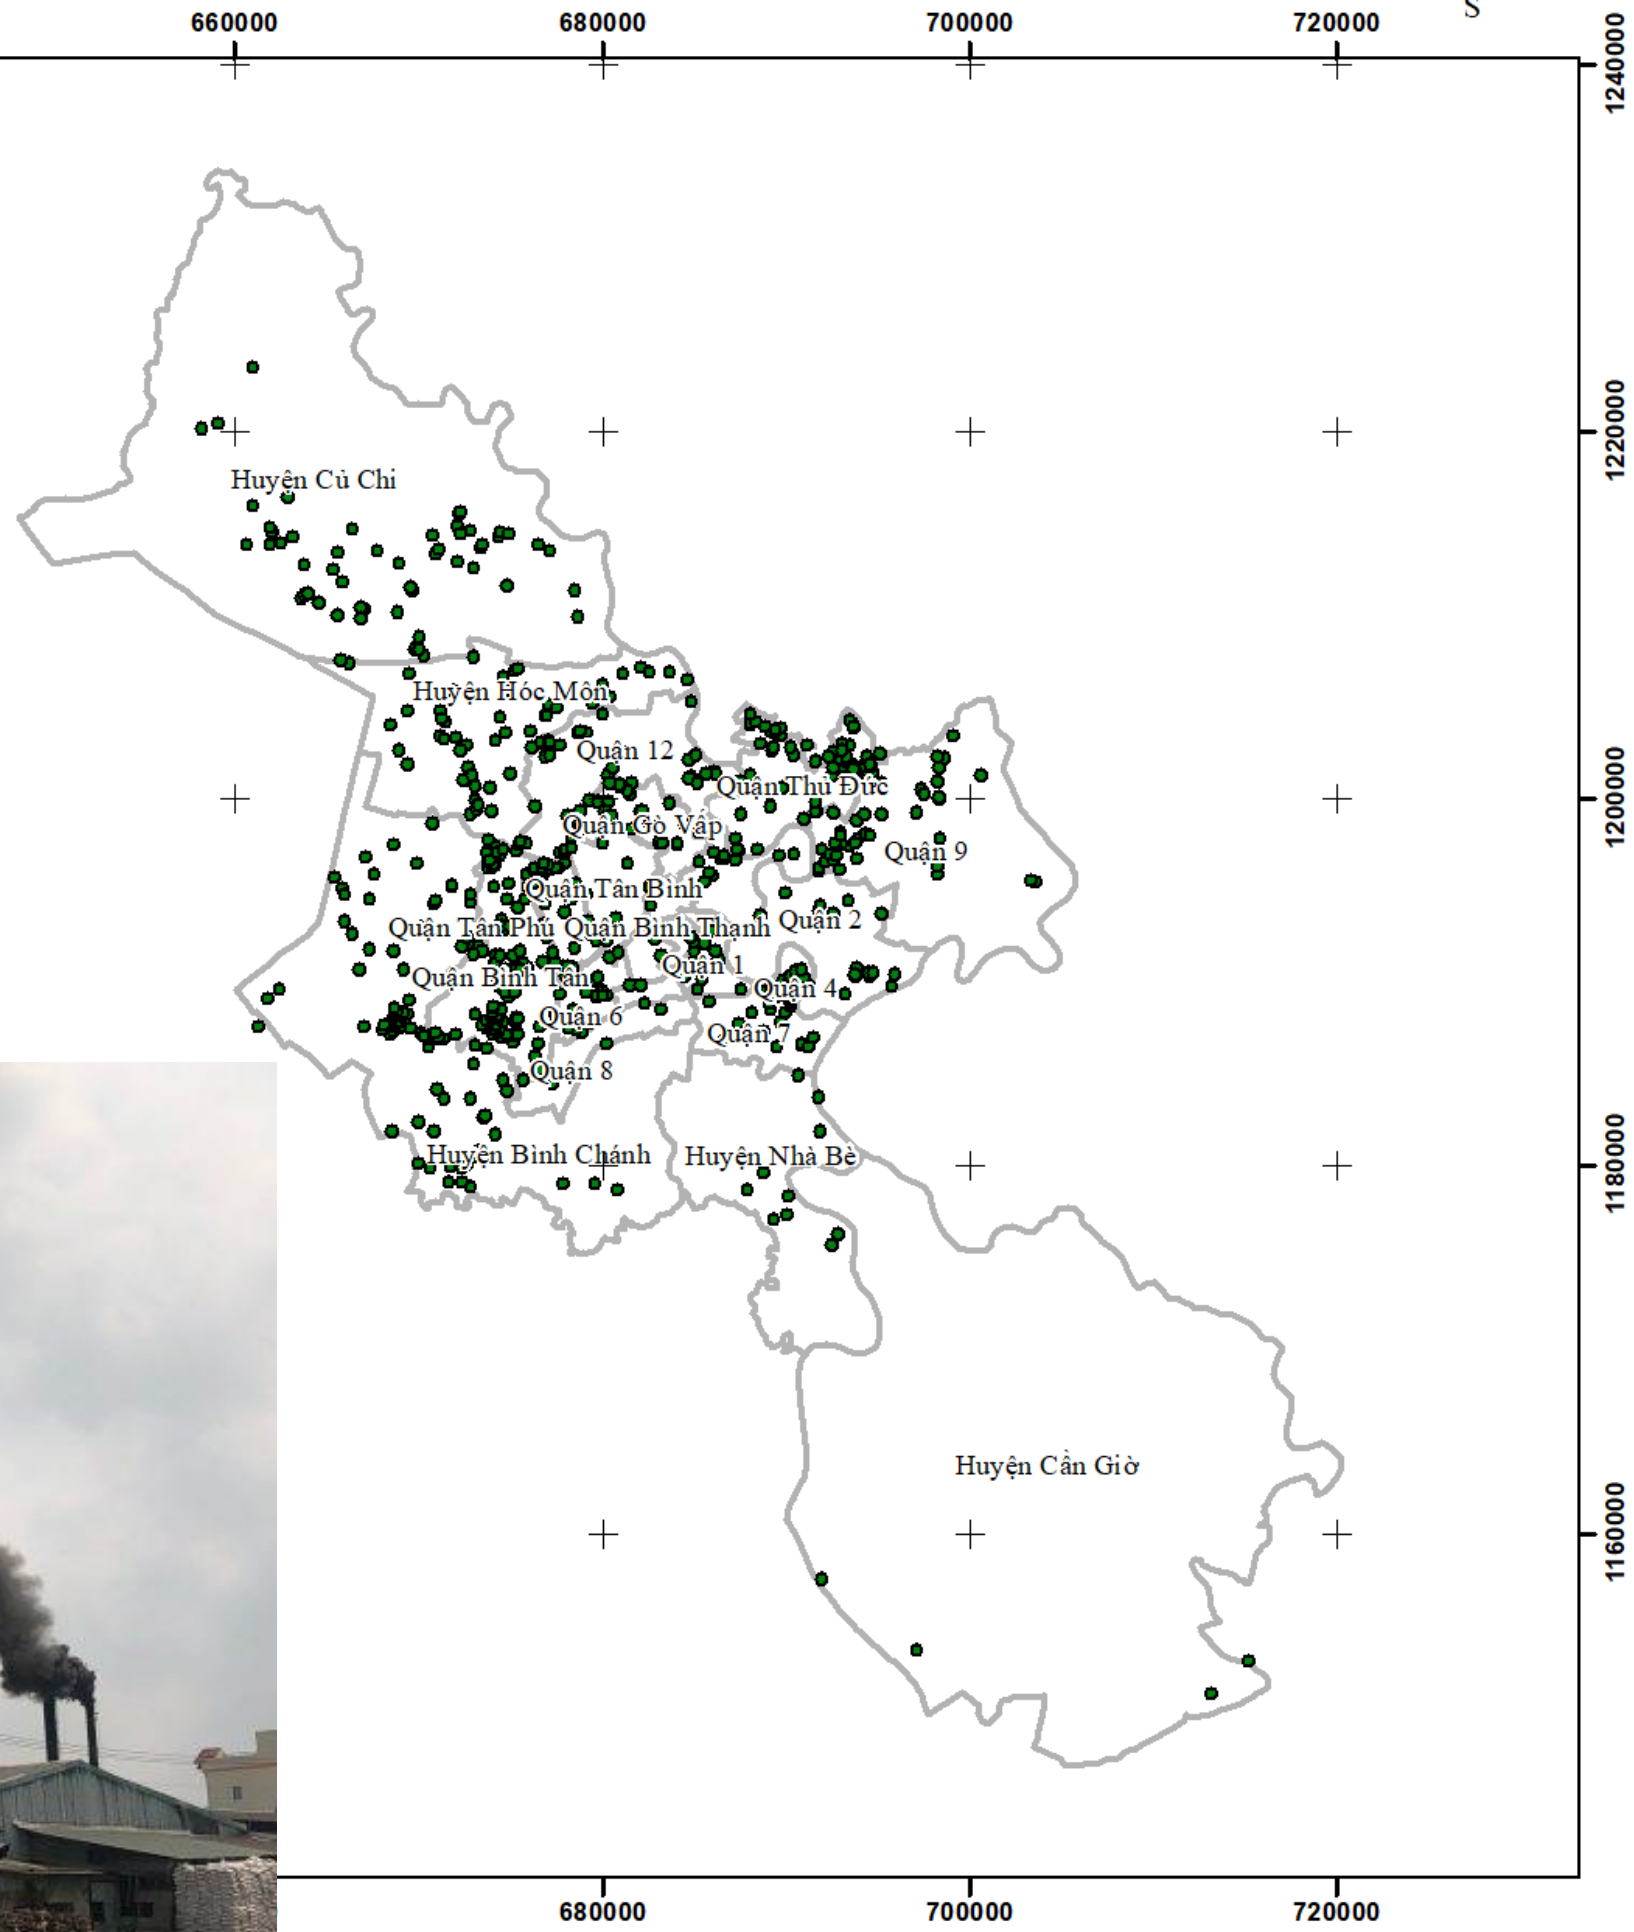 S
660000 680000 700000 720000
1240000
1220000
Huyện Củ Chi
Huyện Hóc Môn
Quận 12
Quận Thủ Đức
1200000
Quận Gò Vấp
Quận 9
Quận Tân Bình
Quận 2
Quận Tân Phú Quận Bình Thạnh
Quận 1
Quận Bình Tân
Quận 4
Quận 6
Quận 7
Quận 8
Huyện Bình Chánh Huyện Nhà Bè
1180000
Huyện Cần Giờ
1160000
680000 700000 720000